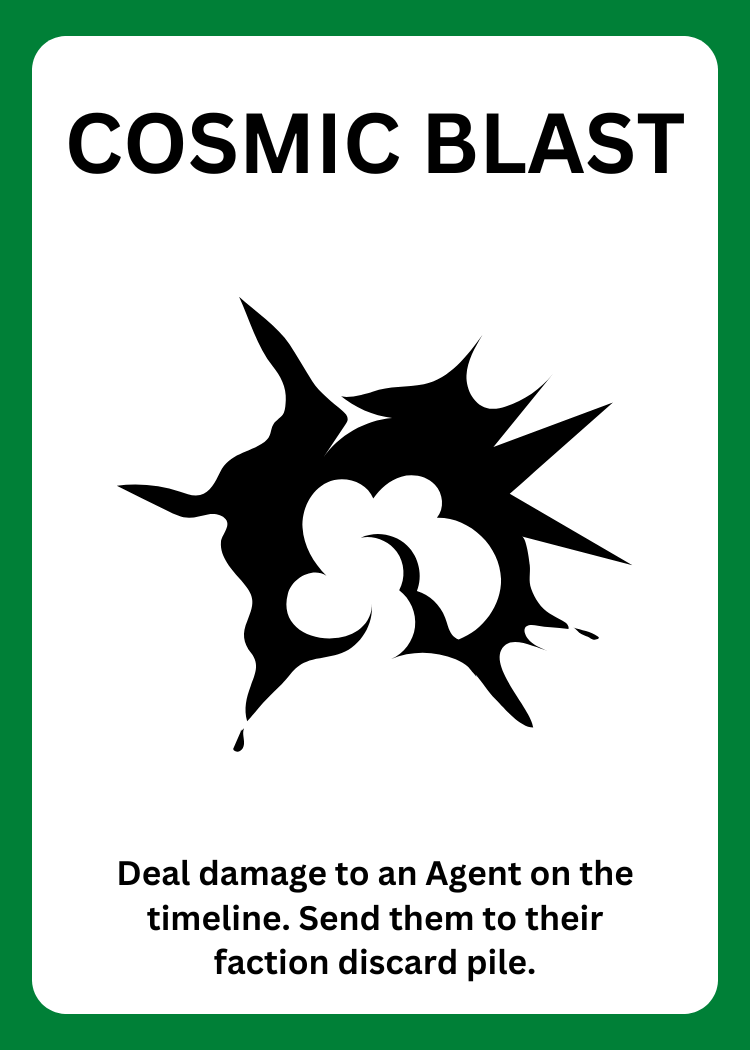 COSMIC BLAST
Deal damage to an Agent on the
timeline. Send them to their
faction discard pile.